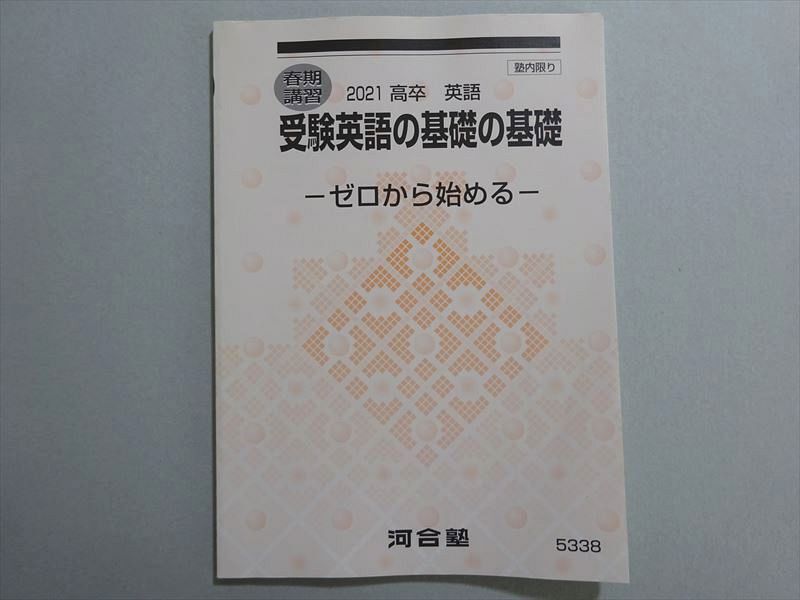 塾内限り
春期
講習
2021 高卒 英語
受験英語の基礎の基礎
－ゼロから始める－
河合塾
5338